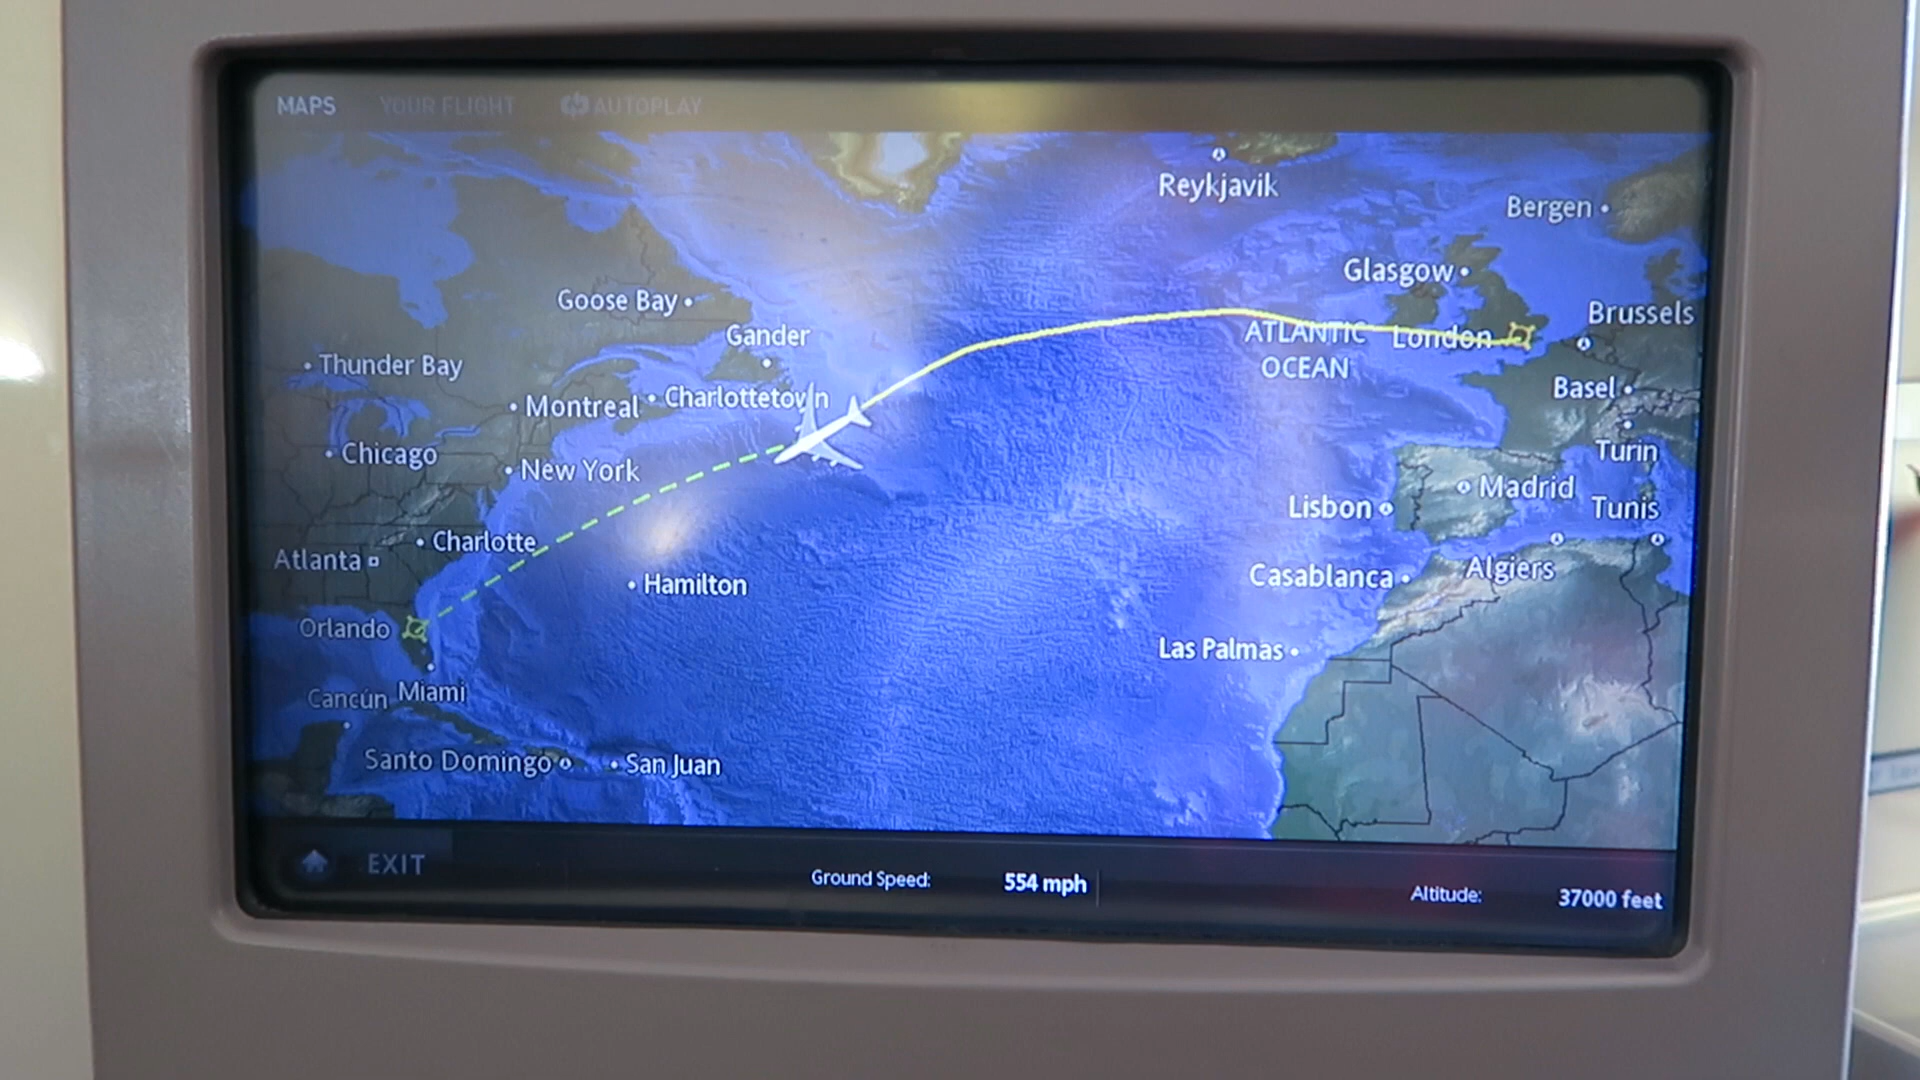 MAPS YOUR FLIGHT AUTOPLAY
Reykjavik
Bergen
Glasgow
Goose Bay
Brussels
Gander
ATLANTIC
OCEAN
London
Thunder Bay
Basel
Charlottetown
Montreal
Chicago
Turin
New York
Madrid
Lisbon
Tunis
Charlotte
Atlanta
Algiers
Casablanca
Hamilton
Orlando
Las Palmas
Cancún
Miami
Santo Domingo
San Juan
EXIT
Ground Speed: 554 mph
Altitude: 37000 feet